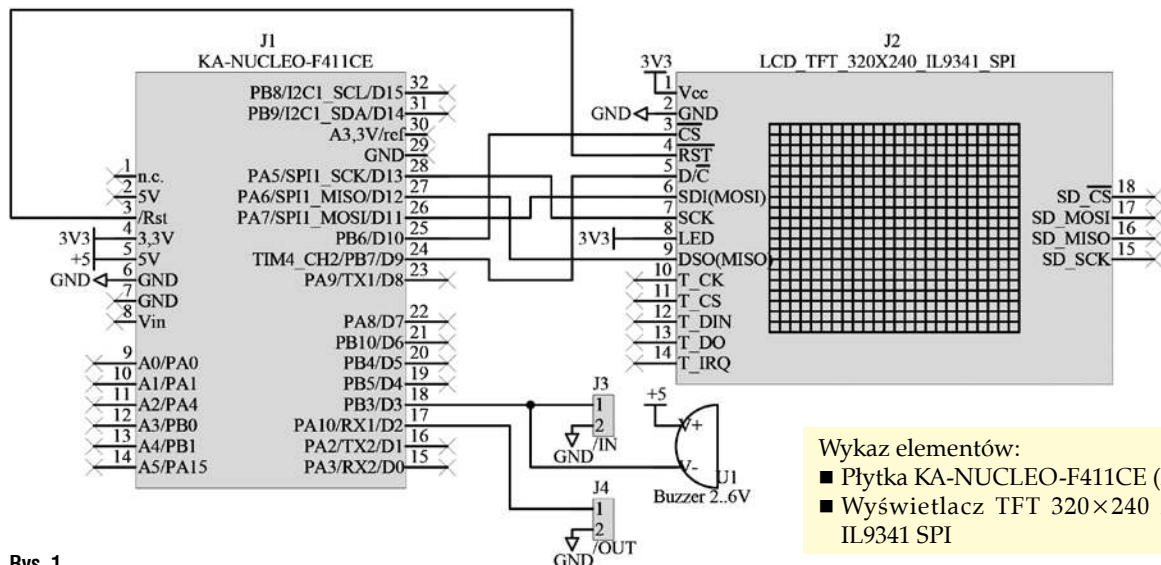 J1
KA-NUCLEO-F411CE
32
PB8/I2C1_SCL/D15
31
PB9/I2C1_SDA/D14
30
A3,3V/ref
29
GND
28
PA5/SPI1_SCK/D13
27
PA6/SPI1_MISO/D12
26
PA7/SPI1_MOSI/D11
25
PB6/D10
24
TIM4_CH2/PB7/D9
23
PA9/TX1/D8
22
PA8/D7
21
PB10/D6
20
PB4/D5
19
PB5/D4
18
PB3/D3
17
PA10/RX1/D2
16
PA2/TX2/D1
15
PA3/RX2/D0
1
n.c.
2
5V
3
/Rst
3V3
4
3,3V
+5
5
5V
GND
6
GND
7
GND
8
Vin
9
A0/PA0
10
A1/PA1
11
A2/PA4
12
A3/PB0
13
A4/PB1
14
A5/PA15
J2
LCD_TFT_320X240_IL9341_SPI
3V3
1
Vcc
GND
2
GND
3
CS
4
RST
5
D/C
6
SDI(MOSI)
7
SCK
3V3
8
LED
9
DSO(MISO)
10
T_CK
11
T_CS
12
T_DIN
13
T_DO
14
T_IRQ
18
SD_CS
17
SD_MOSI
16
SD_MISO
15
SD_SCK
J3
1
2
GND
/IN
J4
1
2
GND
/OUT
+5
V+
V-
U1
Buzzer 2..6V
Wykaz elementów:
■ Płytka KA-NUCLEO-F411CE (
■ Wyświetlacz TFT 320×240
IL9341 SPI
Rys. 1